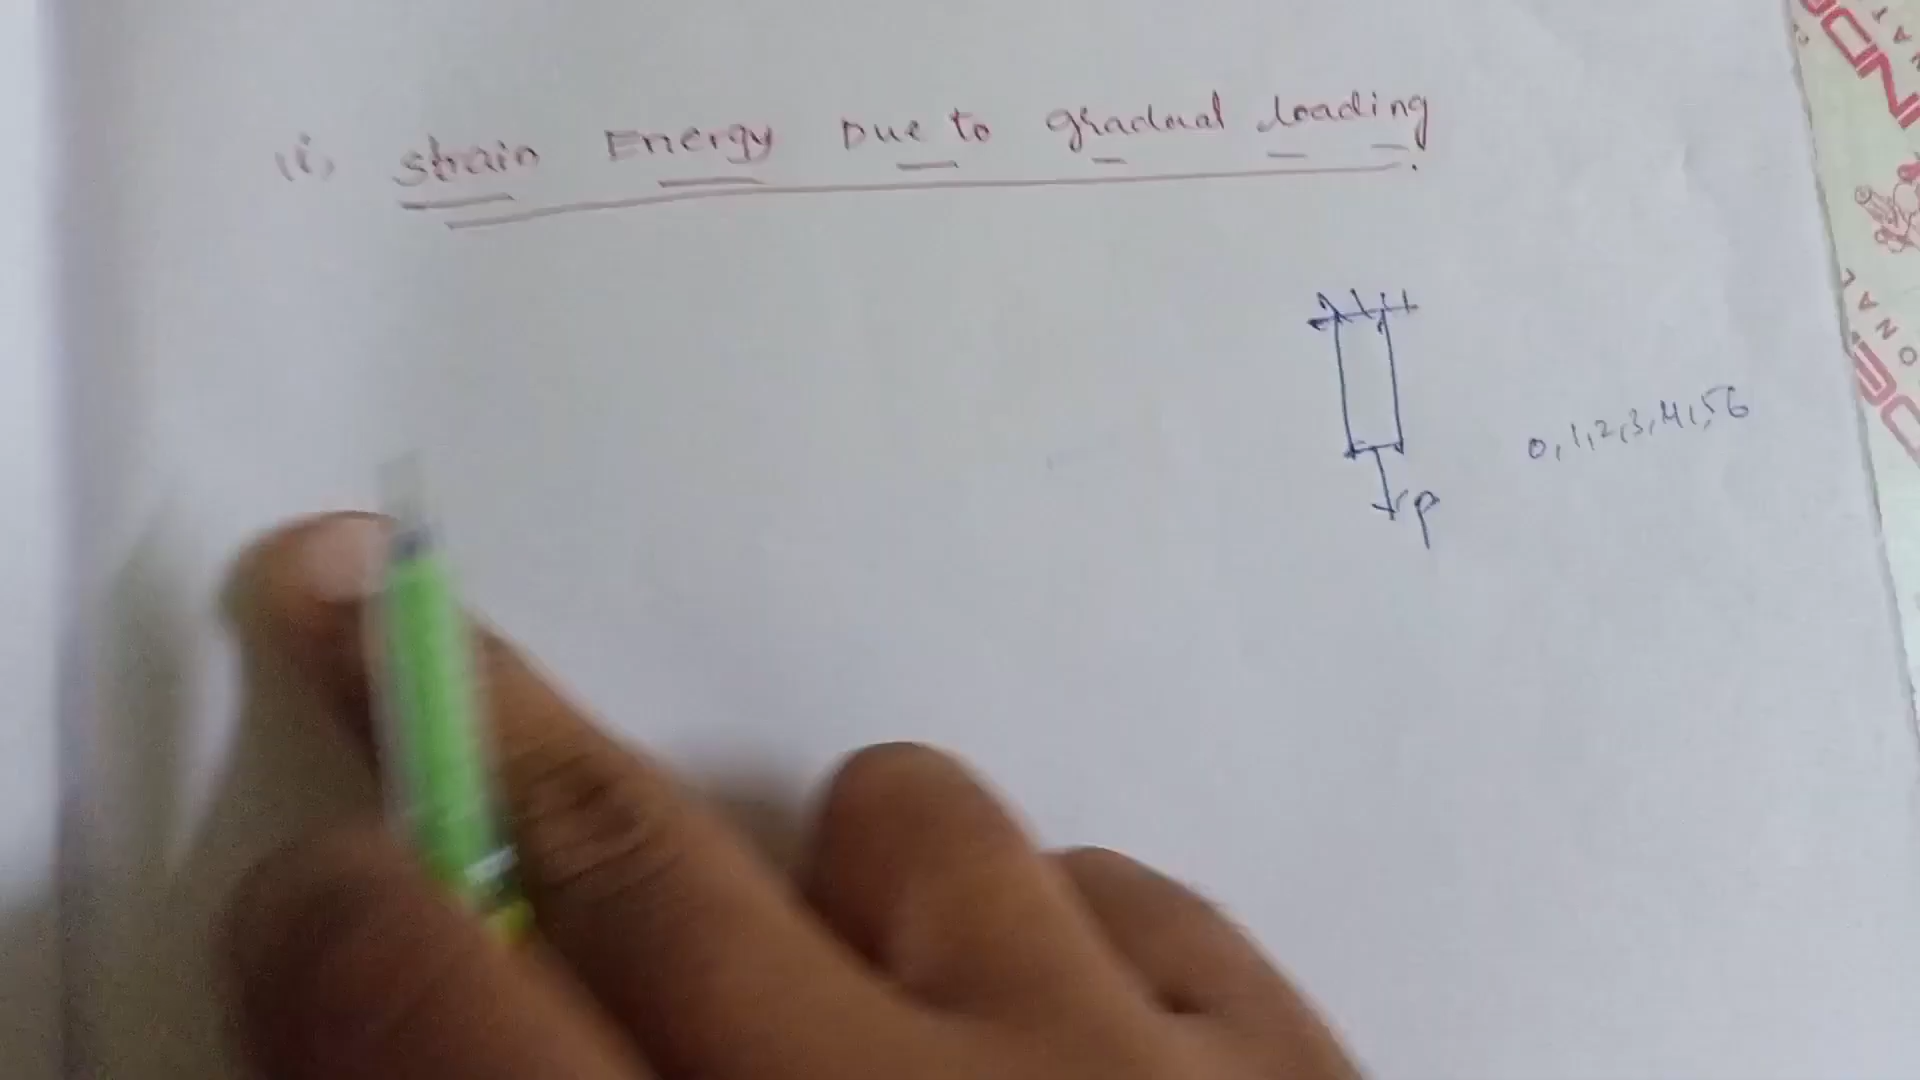 (i) Strain Energy Due to gradual loading.
0,1,2,3,4,5 6
P